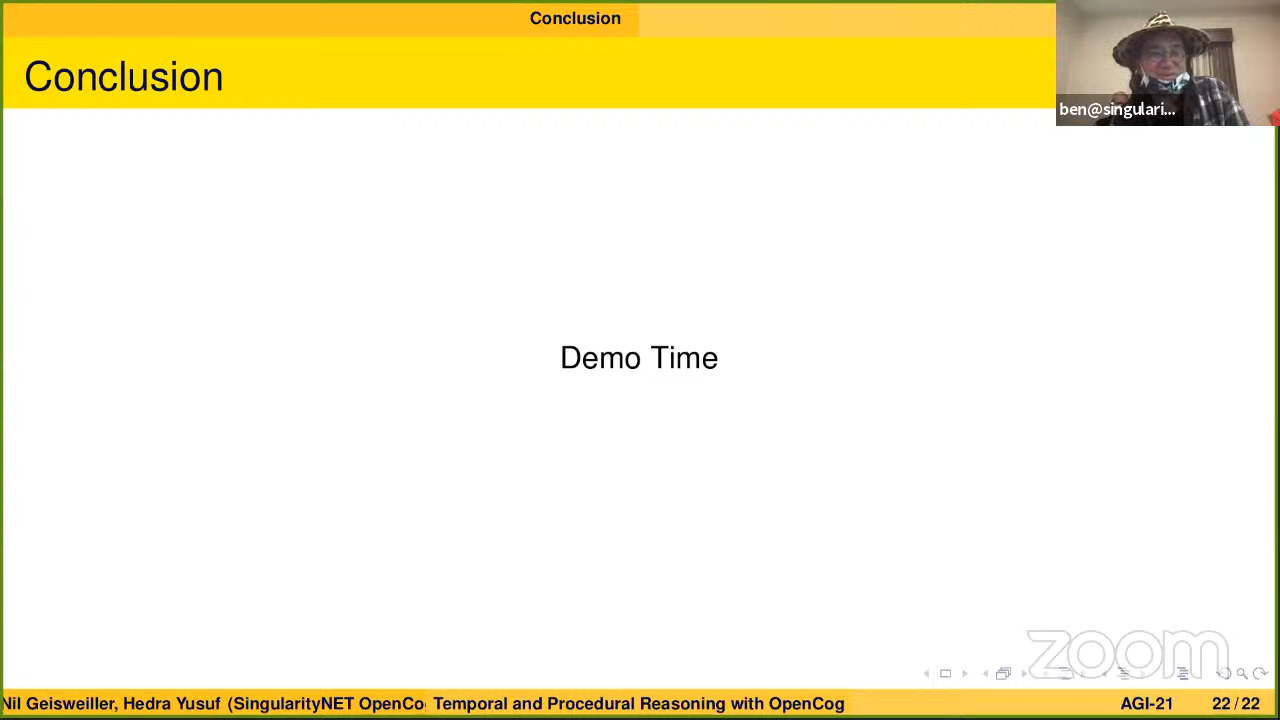 Conclusion
Conclusion
ben@singulari...
Demo Time
zoom
Nil Geisweiller, Hedra Yusuf (SingularityNET OpenCo Temporal and Procedural Reasoning with OpenCog AGI-21 22 / 22